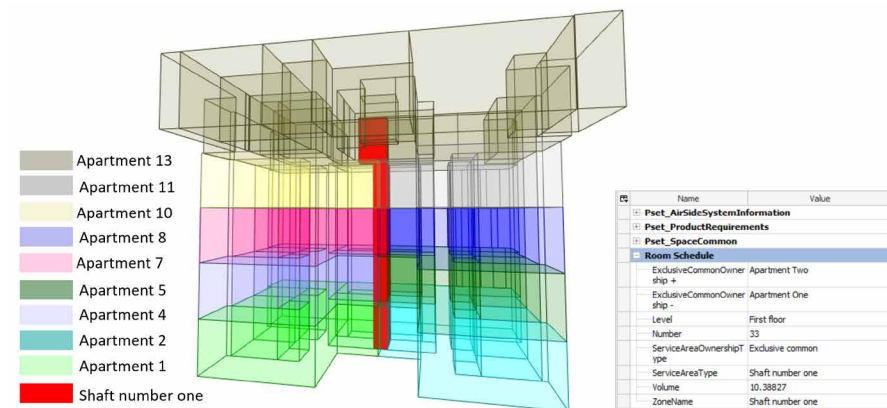 Apartment 13
Apartment 11
Apartment 10
Apartment 8
Apartment 7
Apartment 5
Apartment 4
Apartment 2
Apartment 1
Shaft number one
Name Value
Pset_AirSideSystemInformation
Pset_ProductRequirements
Pset_SpaceCommon
Room Schedule
ExclusiveCommonOwner Apartment Two
ship +
ExclusiveCommonOwner Apartment One
ship -
Level First floor
Number 33
ServiceAreaOwnershipT Exclusive common
ype
ServiceAreaType Shaft number one
Volume 10.38827
ZoneName Shaft number one